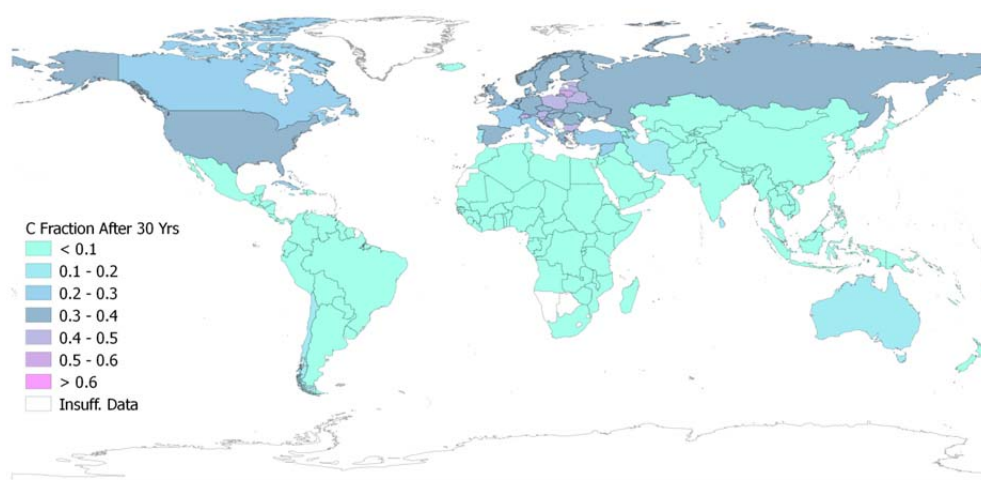 C Fraction After 30 Yrs
< 0.1
0.1 - 0.2
0.2 - 0.3
0.3 - 0.4
0.4 - 0.5
0.5 - 0.6
> 0.6
Insuff. Data